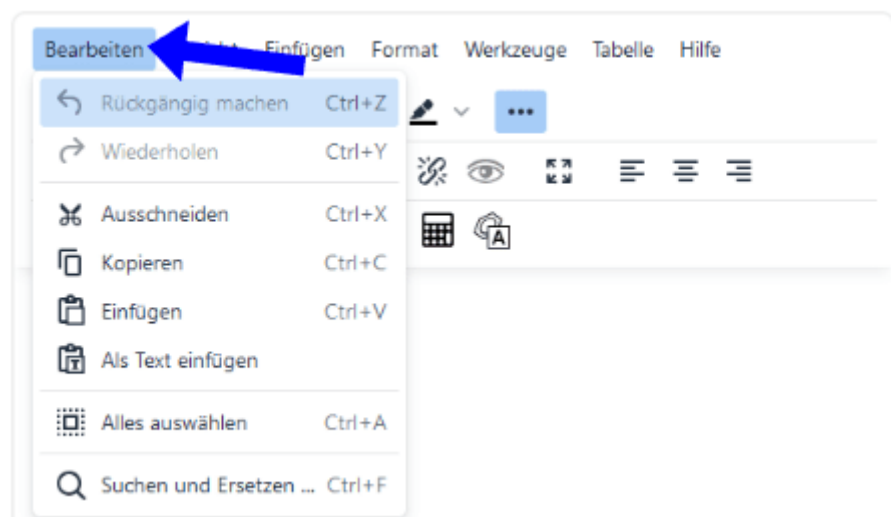 Bearbeiten Einfügen Format Werkzeuge Tabelle Hilfe
Rückgängig machen Ctrl+Z
Wiederholen Ctrl+Y
Ausschneiden Ctrl+X
Kopieren Ctrl+C
Einfügen Ctrl+V
Als Text einfügen
Alles auswählen Ctrl+A
Suchen und Ersetzen ... Ctrl+F